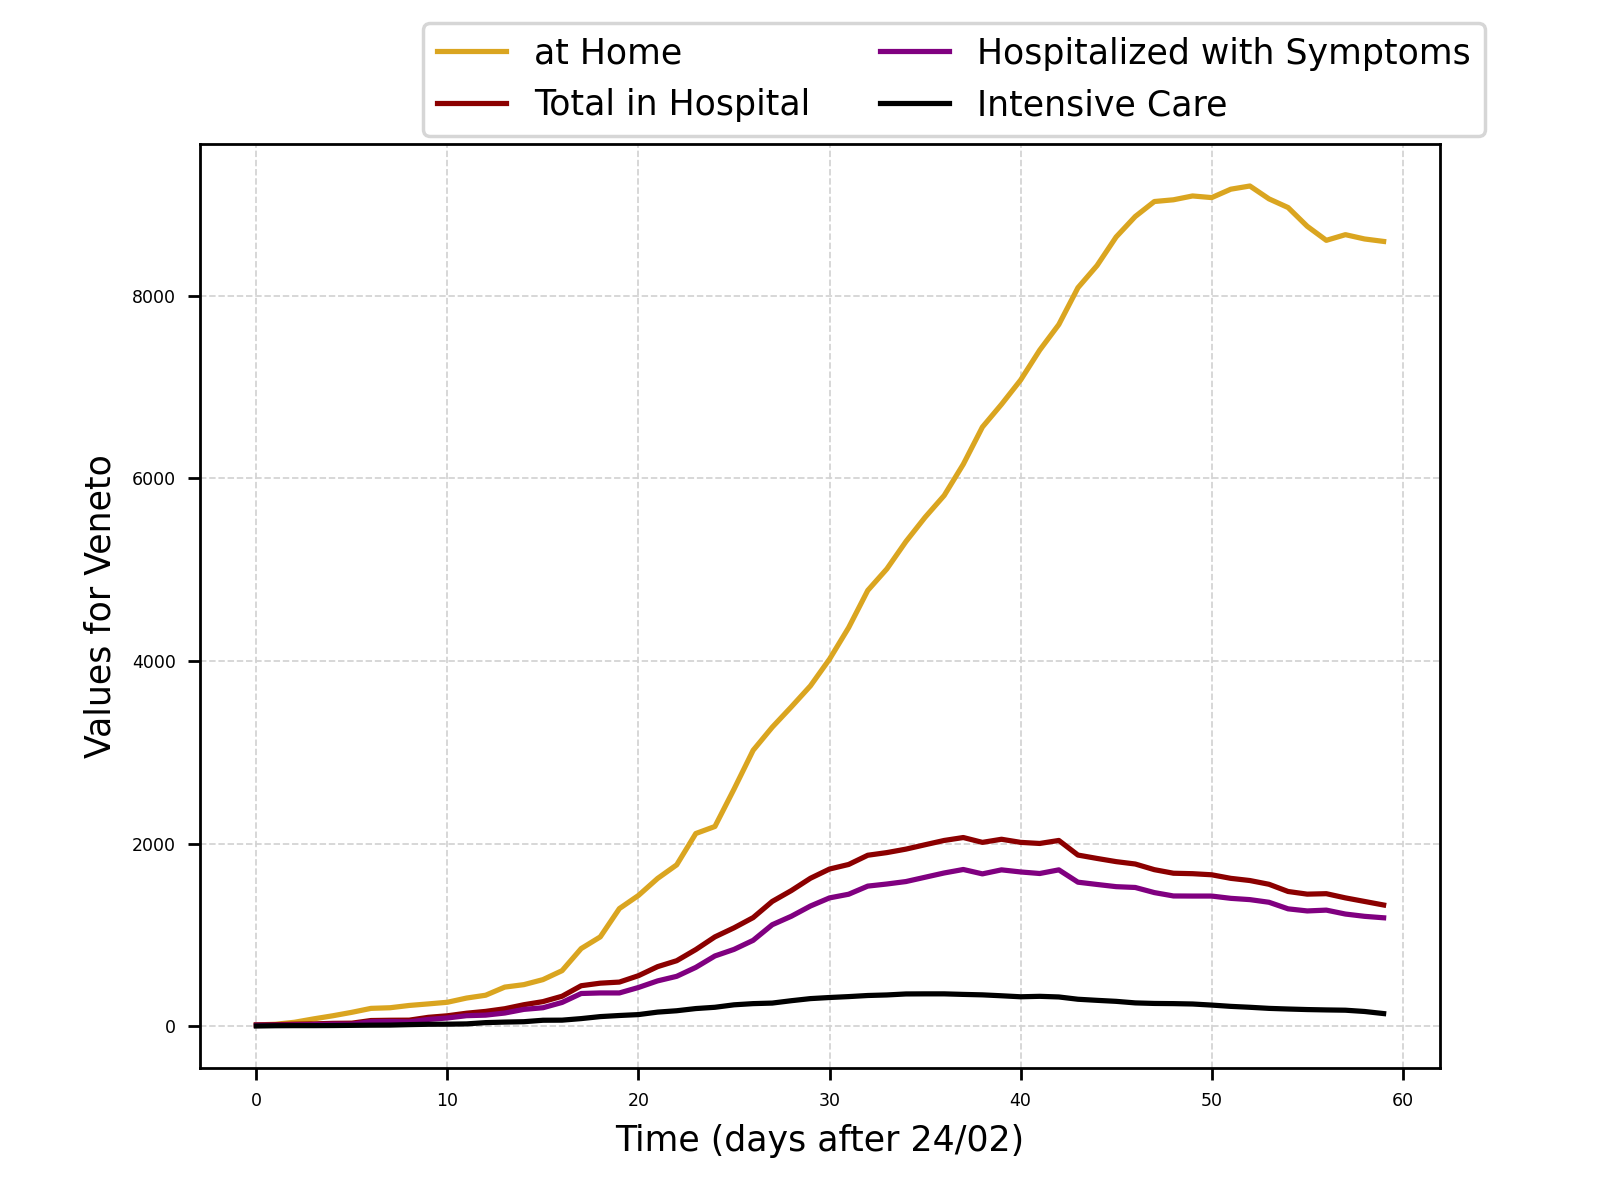 at Home
Total in Hospital
Hospitalized with Symptoms
Intensive Care
Values for Veneto
8000
6000
4000
2000
0
0 10 20 30 40 50 60
Time (days after 24/02)